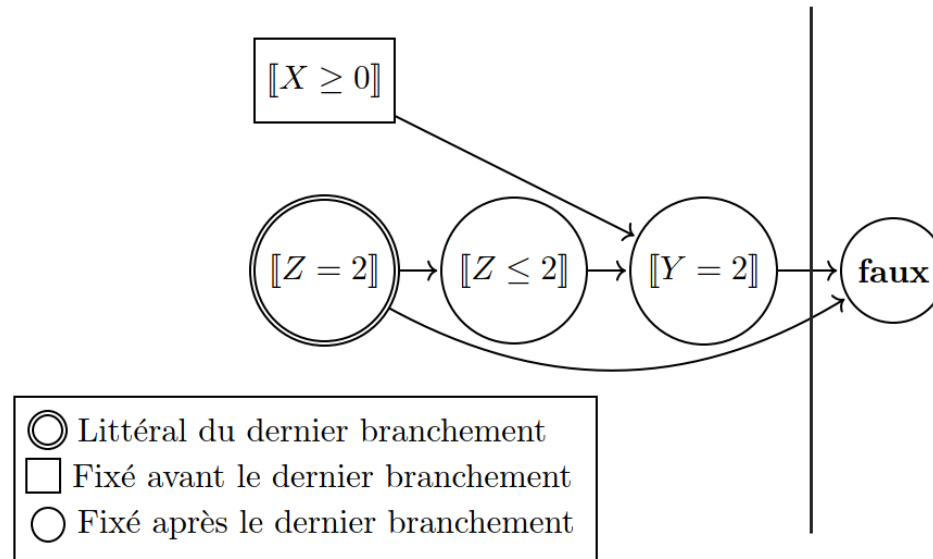 ⟦X ≥ 0⟧
⟦Z = 2⟧ ⟦Z ≤ 2⟧ ⟦Y = 2⟧ faux
Littéral du dernier branchement
Fixé avant le dernier branchement
Fixé après le dernier branchement